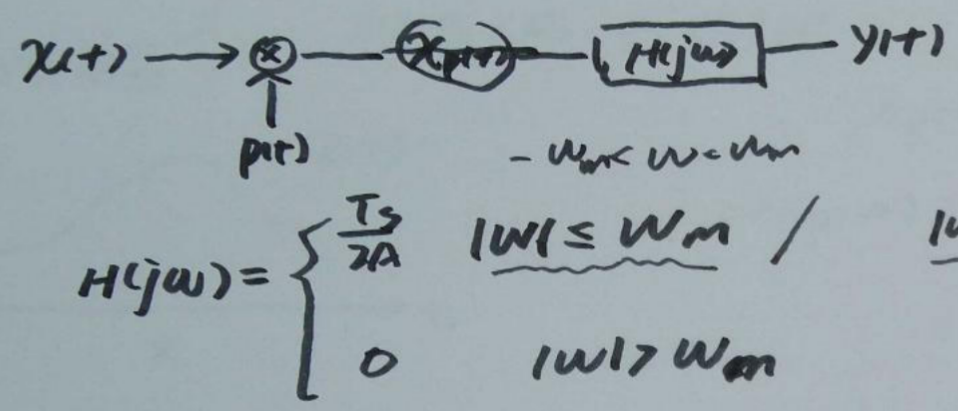 x(t) → ⊗ — xp(t) — H(jω) — y(t)
p(t)
-ωm<ω<ωm
H(jω)= { Ts/2A |ω|≤ωm / |ω
0 |ω|>ωm